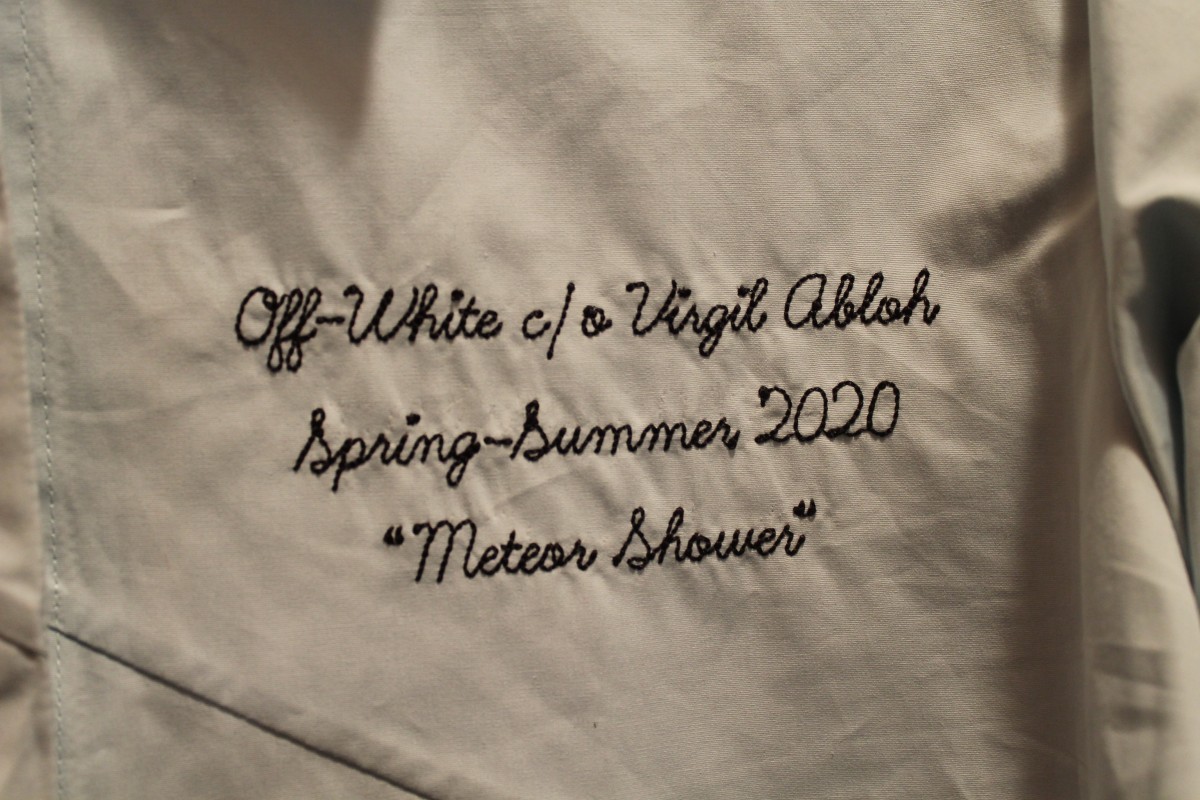 Off-White c/o Virgil Abloh
Spring-Summer 2020
“Meteor Shower”